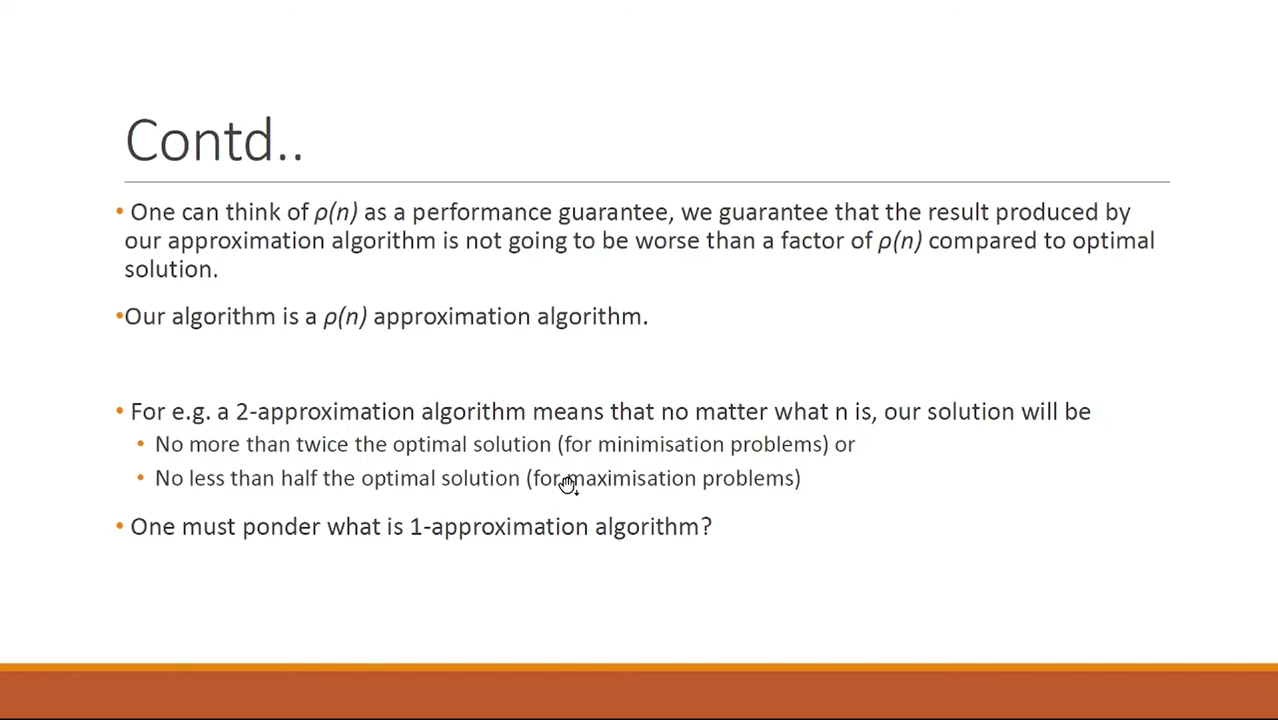 Contd..
• One can think of ρ(n) as a performance guarantee, we guarantee that the result produced by
our approximation algorithm is not going to be worse than a factor of ρ(n) compared to optimal
solution.
•Our algorithm is a ρ(n) approximation algorithm.
• For e.g. a 2-approximation algorithm means that no matter what n is, our solution will be
• No more than twice the optimal solution (for minimisation problems) or
• No less than half the optimal solution (for maximisation problems)
• One must ponder what is 1-approximation algorithm?